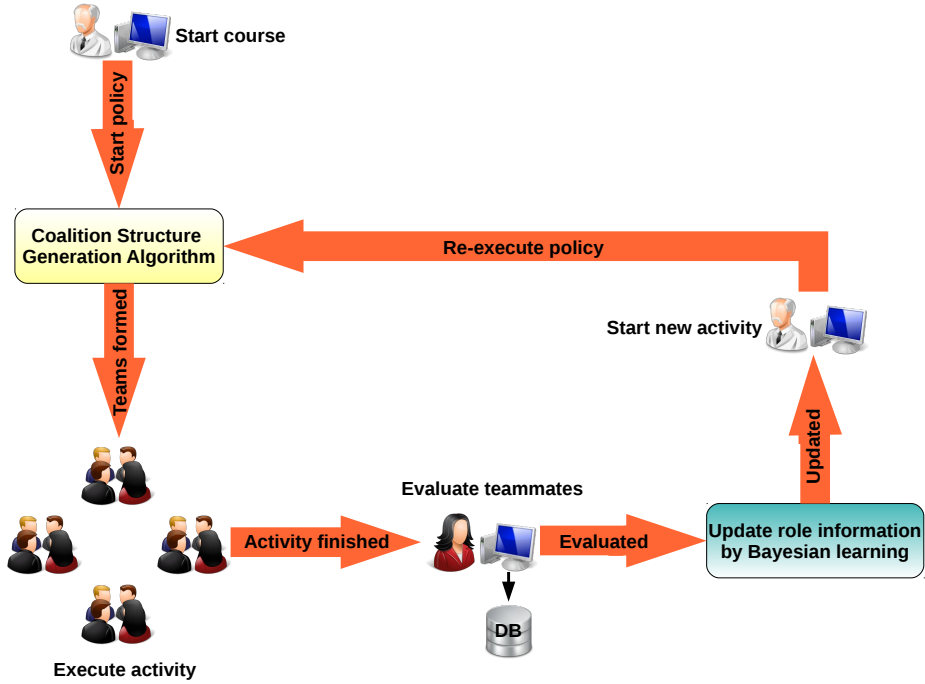 Start course
Start policy
Coalition Structure
Generation Algorithm
Re-execute policy
Start new activity
Teams formed
Updated
Evaluate teammates
Activity finished
Evaluated
Update role information
by Bayesian learning
DB
Execute activity